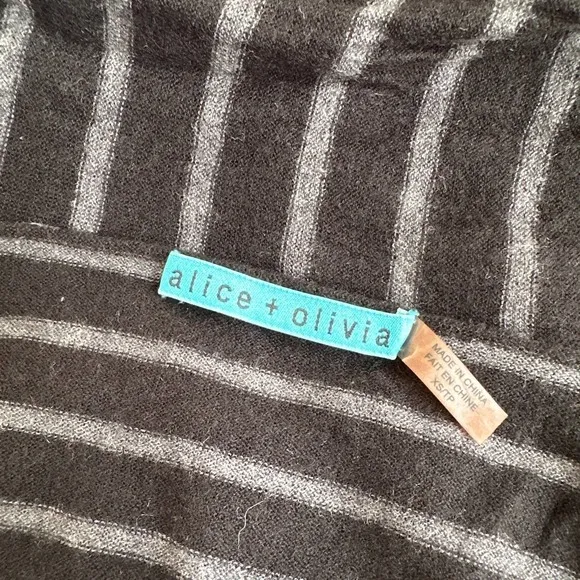 alice + olivia
MADE IN CHINA
FAIT EN CHINE
XS/TP